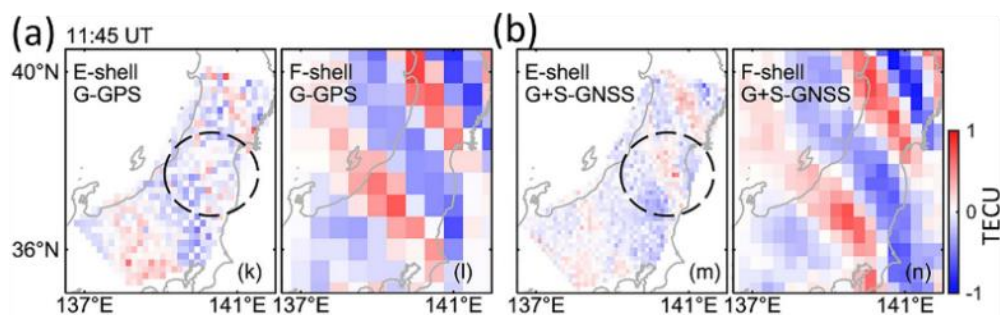 (a) 11:45 UT
E-shell
G-GPS
(k)
F-shell
G-GPS
(l)
40°N
36°N
137°E 141°E 137°E 141°E
(b)
E-shell
G+S-GNSS
(m)
F-shell
G+S-GNSS
(n)
137°E 141°E 137°E 141°E
1
0
-1
TECU